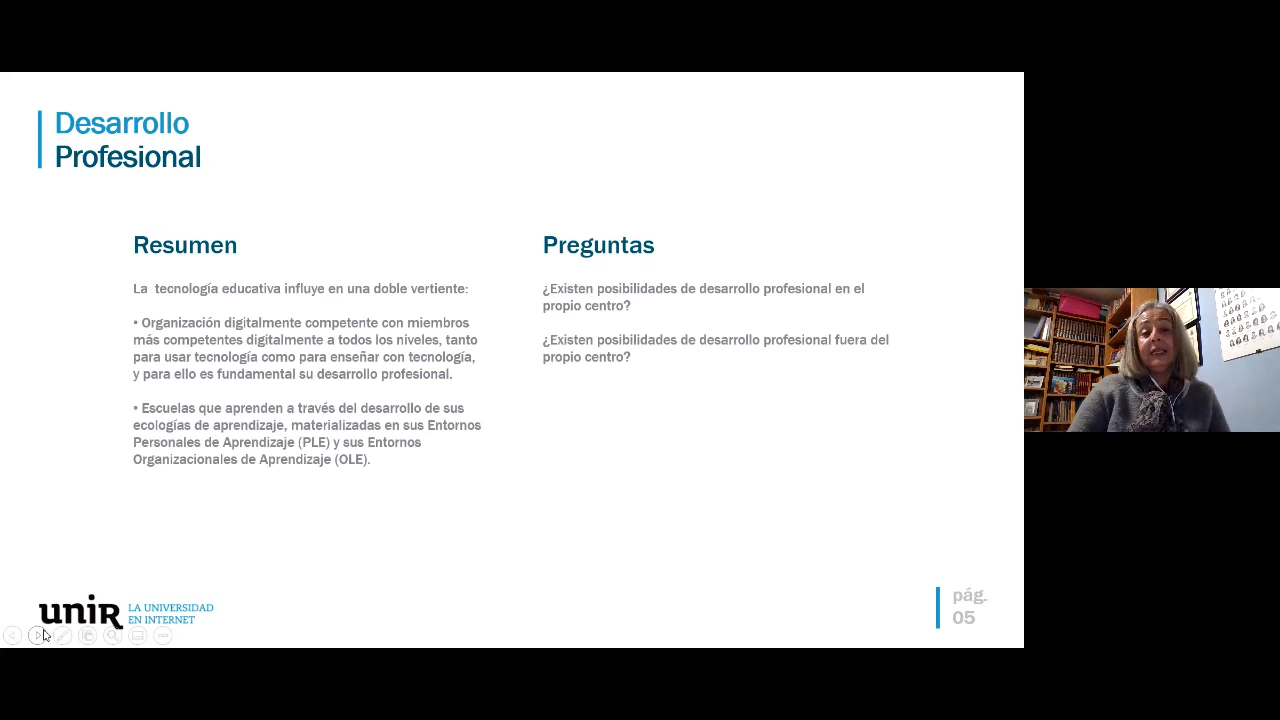 Desarrollo
Profesional
Resumen
La  tecnología educativa influye en una doble vertiente:
• Organización digitalmente competente con miembros
más competentes digitalmente a todos los niveles, tanto
para usar tecnología como para enseñar con tecnología,
y para ello es fundamental su desarrollo profesional.
• Escuelas que aprenden a través del desarrollo de sus
ecologías de aprendizaje, materializadas en sus Entornos
Personales de Aprendizaje (PLE) y sus Entornos
Organizacionales de Aprendizaje (OLE).
Preguntas
¿Existen posibilidades de desarrollo profesional en el
propio centro?
¿Existen posibilidades de desarrollo profesional fuera del
propio centro?
unir
LA UNIVERSIDAD
EN INTERNET
pág.
05